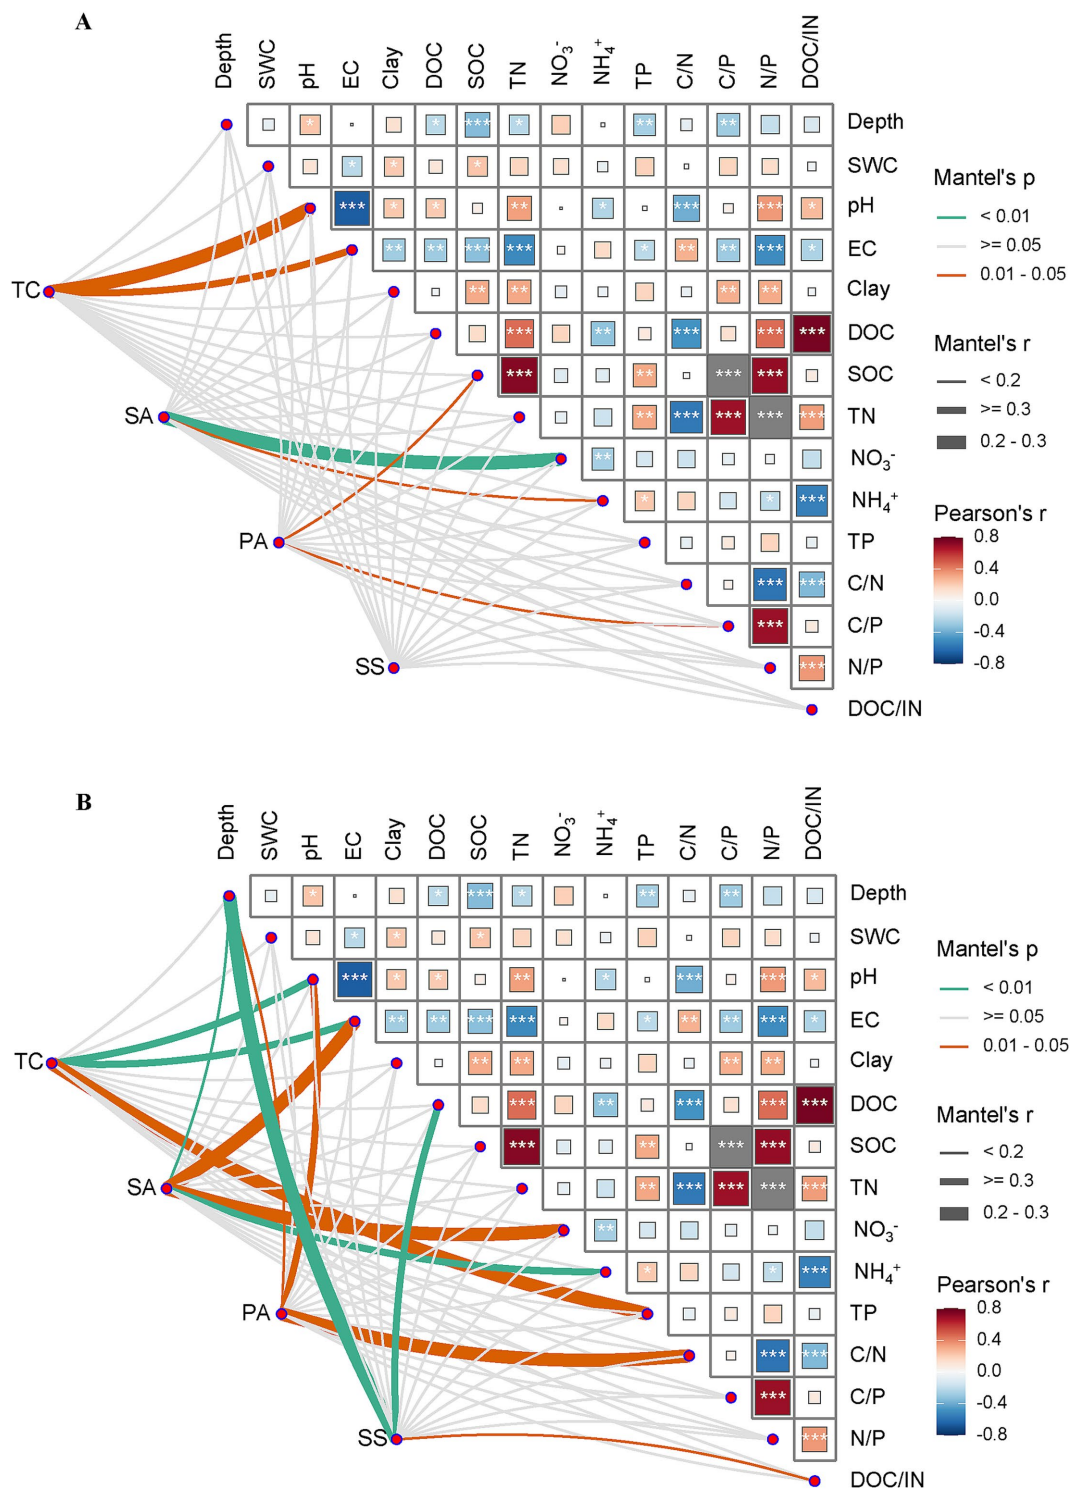 A
Depth SWC pH EC Clay DOC SOC TN NO₃⁻ NH₄⁺ TP C/N C/P N/P DOC/IN
* * *** * ** ** Depth
* * * SWC
*** * * ** * *** *** * pH
** ** *** *** * ** ** *** * EC
** ** ** ** Clay
*** ** *** *** *** DOC
*** ** *** *** SOC
** *** *** *** *** TN
** NO₃⁻
* * *** NH₄⁺
TP
*** *** C/N
*** C/P
*** N/P
DOC/IN
TC
SA
PA
SS
Mantel's p
< 0.01
>= 0.05
0.01 - 0.05
Mantel's r
< 0.2
>= 0.3
0.2 - 0.3
Pearson's r
0.8
0.4
0.0
-0.4
-0.8
B
Depth SWC pH EC Clay DOC SOC TN NO₃⁻ NH₄⁺ TP C/N C/P N/P DOC/IN
* * *** * ** ** Depth
* * * SWC
*** * * ** * *** *** * pH
** ** *** *** * ** ** *** * EC
** ** ** ** Clay
*** ** *** *** *** DOC
*** ** *** *** SOC
** *** *** *** *** TN
** NO₃⁻
* * *** NH₄⁺
TP
*** *** C/N
*** C/P
*** N/P
DOC/IN
TC
SA
PA
SS
Mantel's p
< 0.01
>= 0.05
0.01 - 0.05
Mantel's r
< 0.2
>= 0.3
0.2 - 0.3
Pearson's r
0.8
0.4
0.0
-0.4
-0.8